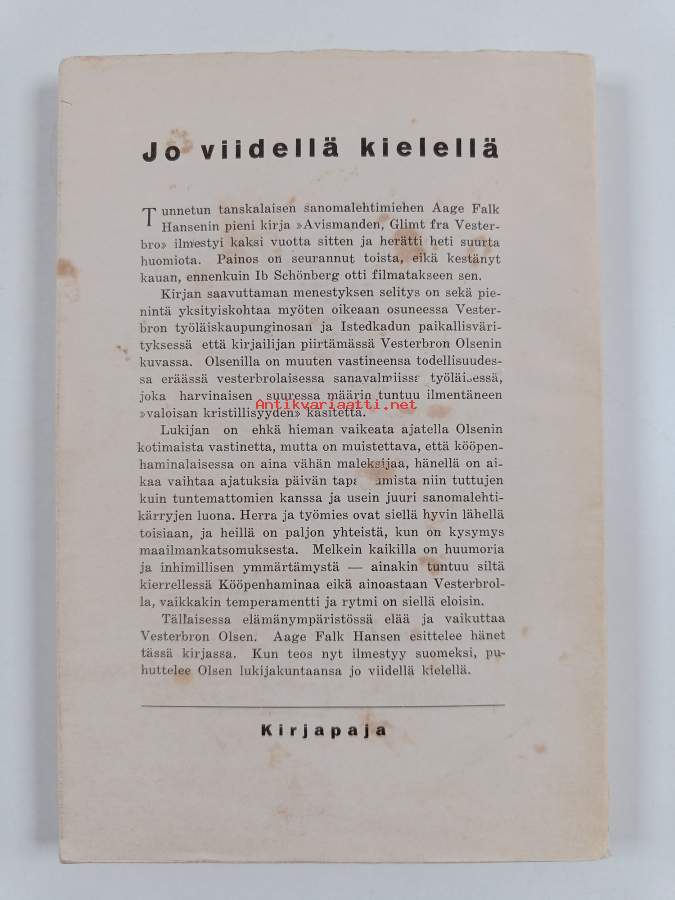 Jo viidellä kielellä
Tunnetun tanskalaisen sanomalehtimiehen Aage Falk
Hansenin pieni kirja »Avismanden, Glimt fra Vester-
bro» ilmestyi kaksi vuotta sitten ja herätti heti suurta
huomiota. Painos on seurannut toista, eikä kestänyt
kauan, ennenkuin Ib Schönberg otti filmatakseen sen.
Kirjan saavuttaman menestyksen selitys on sekä pie-
nintä yksityiskohtaa myöten oikeaan osuneessa Vester-
bron työläiskaupunginosan ja Istedkadun paikallisväri-
tyksessä että kirjailijan piirtämässä Vesterbron Olsenin
kuvassa. Olsenilla on muuten vastineensa todellisuudes-
sa eräässä vesterbrolaisessa sanavalmiissa työläisessä,
joka harvinaisen suuressa määrin tuntuu ilmentäneen
Antikvariaatti.net
»valoisan kristillisyyden» käsitettä.
Lukijan on ehkä hieman vaikeata ajatella Olsenin
kotimaista vastinetta, mutta on muistettava, että kööpen-
haminalaisessa on aina vähän maleksijaa, hänellä on ai-
kaa vaihtaa ajatuksia päivän niin tuttujen
kuin tuntemattomien kanssa ja usein juuri sanomalehti-
kärryjen luona. Herra ja työmies ovat siellä hyvin lähellä
toisiaan, ja heillä on paljon yhteistä, kun on kysymys
maailmankatsomuksesta. Melkein kaikilla on huumoria
ja inhimillisen ymmärtämystä — ainakin tuntuu siltä
kierrellessä Kööpenhaminaa eikä ainoastaan Vesterbrol-
la, vaikkakin temperamentti ja rytmi on siellä eloisin.
Tällaisessa elämänympäristössä elää ja vaikuttaa
Vesterbron Olsen. Aage Falk Hansen esittelee hänet
tässä kirjassa. Kun teos nyt ilmestyy suomeksi, pu-
huttelee Olsen lukijakuntaansa jo viidellä kielellä.
Kirjapaja